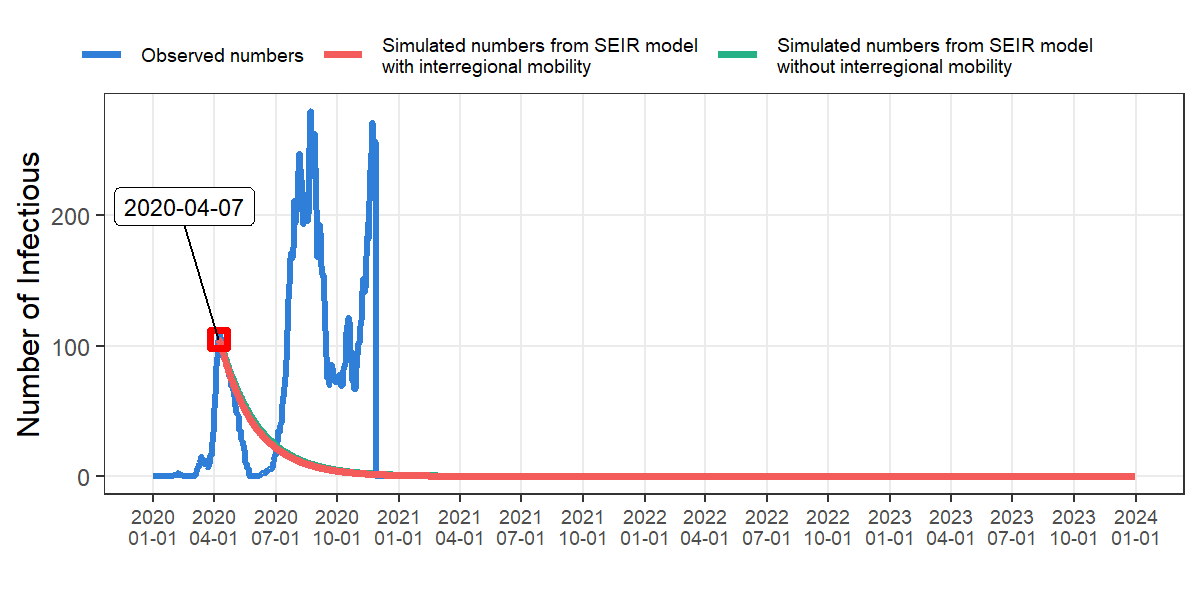 Observed numbers
Simulated numbers from SEIR model
with interregional mobility
Simulated numbers from SEIR model
without interregional mobility
Number of Infectious
200
100
0
2020-04-07
2020 2020 2020 2020 2021 2021 2021 2021 2022 2022 2022 2022 2023 2023 2023 2023 2024
01-01 04-01 07-01 10-01 01-01 04-01 07-01 10-01 01-01 04-01 07-01 10-01 01-01 04-01 07-01 10-01 01-01